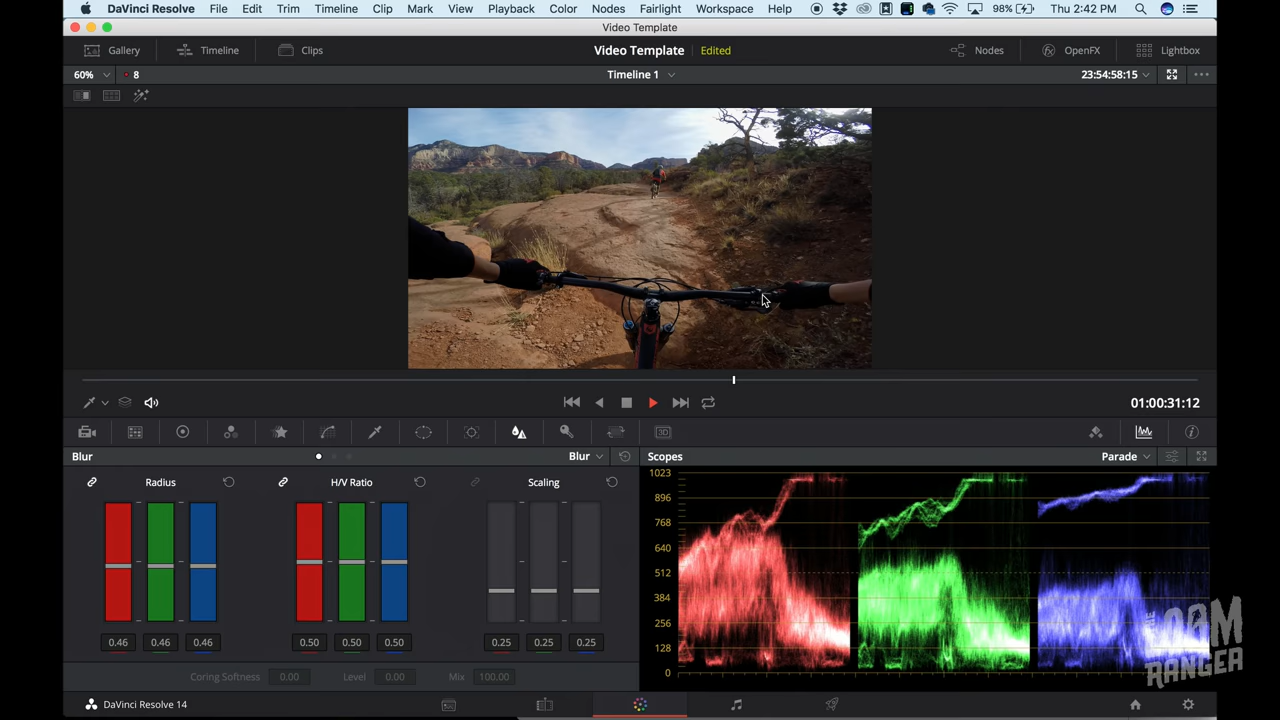 DaVinci Resolve File Edit Trim Timeline Clip Mark View Playback Color Nodes Fairlight Workspace Help 98% Thu 2:42 PM
Video Template
Gallery Timeline Clips Video Template Edited Nodes OpenFX Lightbox
60% 8 Timeline 1 23:54:58:15
01:00:31:12
Blur Blur Scopes Parade
Radius H/V Ratio Scaling
1023
896
768
640
512
384
256
128
0
0.46 0.46 0.46 0.50 0.50 0.50 0.25 0.25 0.25
Coring Softness 0.00 Level 0.00 Mix 100.00
THE LOAM RANGER
DaVinci Resolve 14
3D